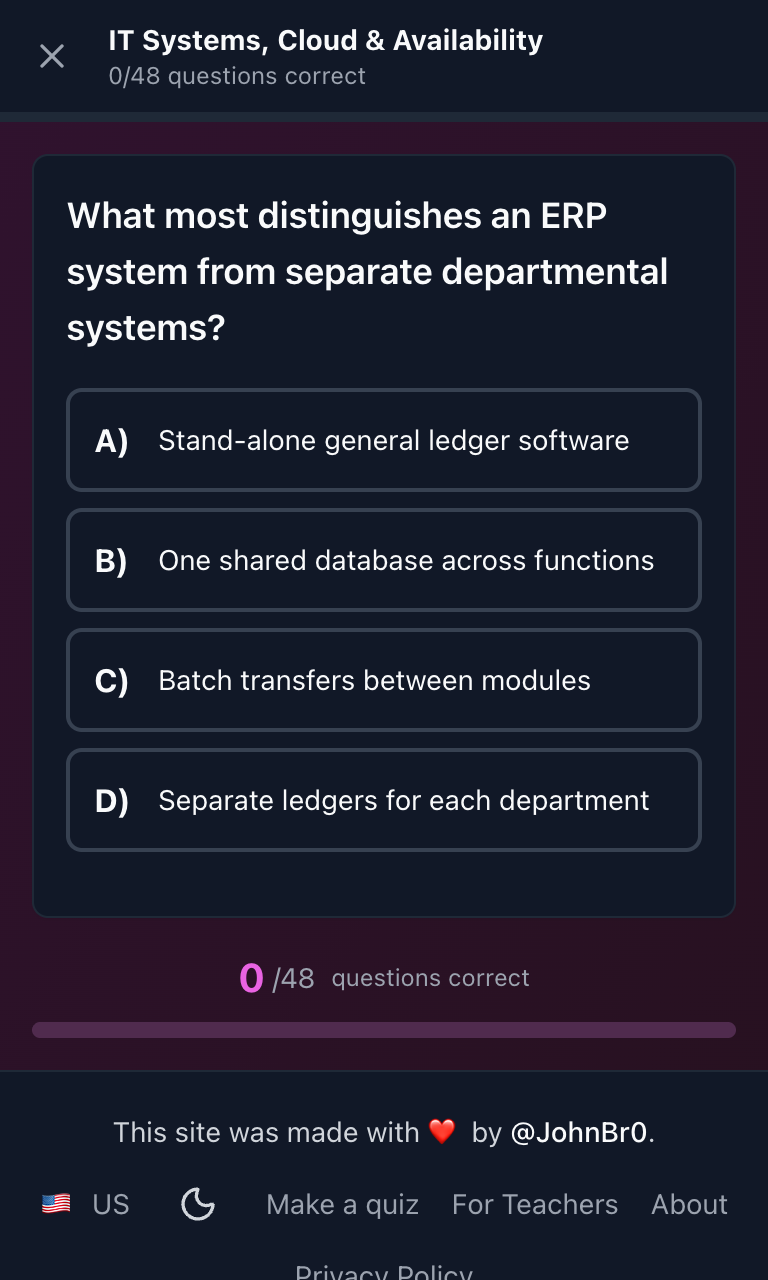 IT Systems, Cloud & Availability
0/48 questions correct
What most distinguishes an ERP
system from separate departmental
systems?
A) Stand-alone general ledger software
B) One shared database across functions
C) Batch transfers between modules
D) Separate ledgers for each department
0 /48 questions correct
This site was made with ❤️ by @JohnBr0.
🇺🇸 US Make a quiz For Teachers About
Privacy Policy